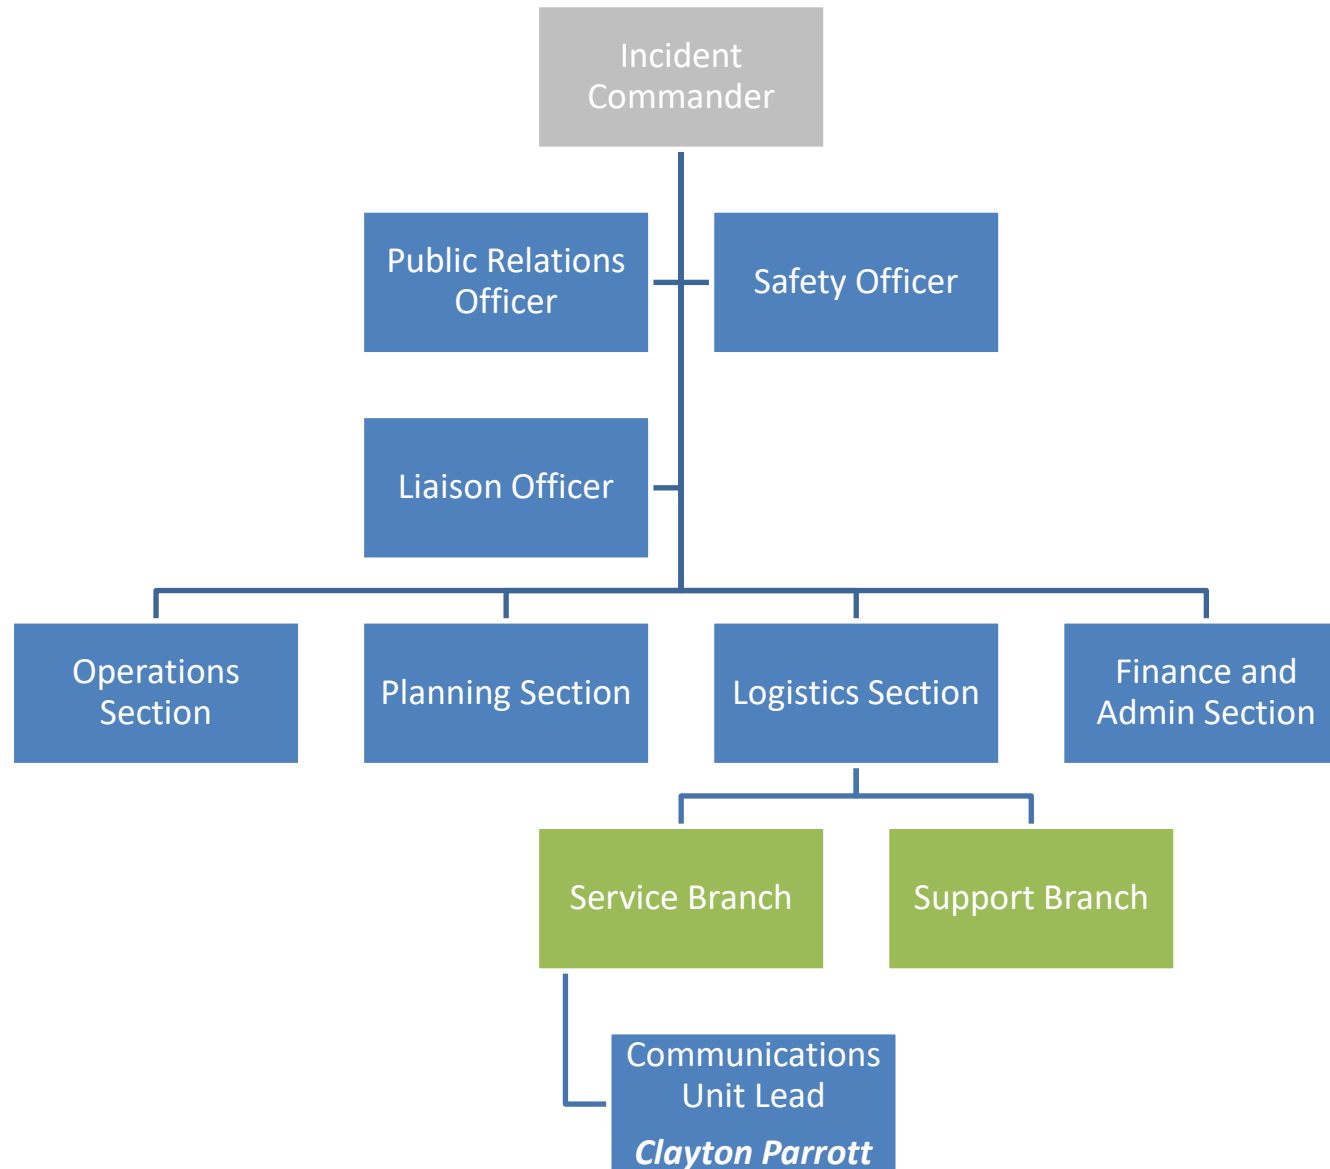 Incident
Commander
Public Relations
Officer
Safety Officer
Liaison Officer
Operations
Section
Planning Section
Logistics Section
Finance and
Admin Section
Service Branch
Support Branch
Communications
Unit Lead
Clayton Parrott